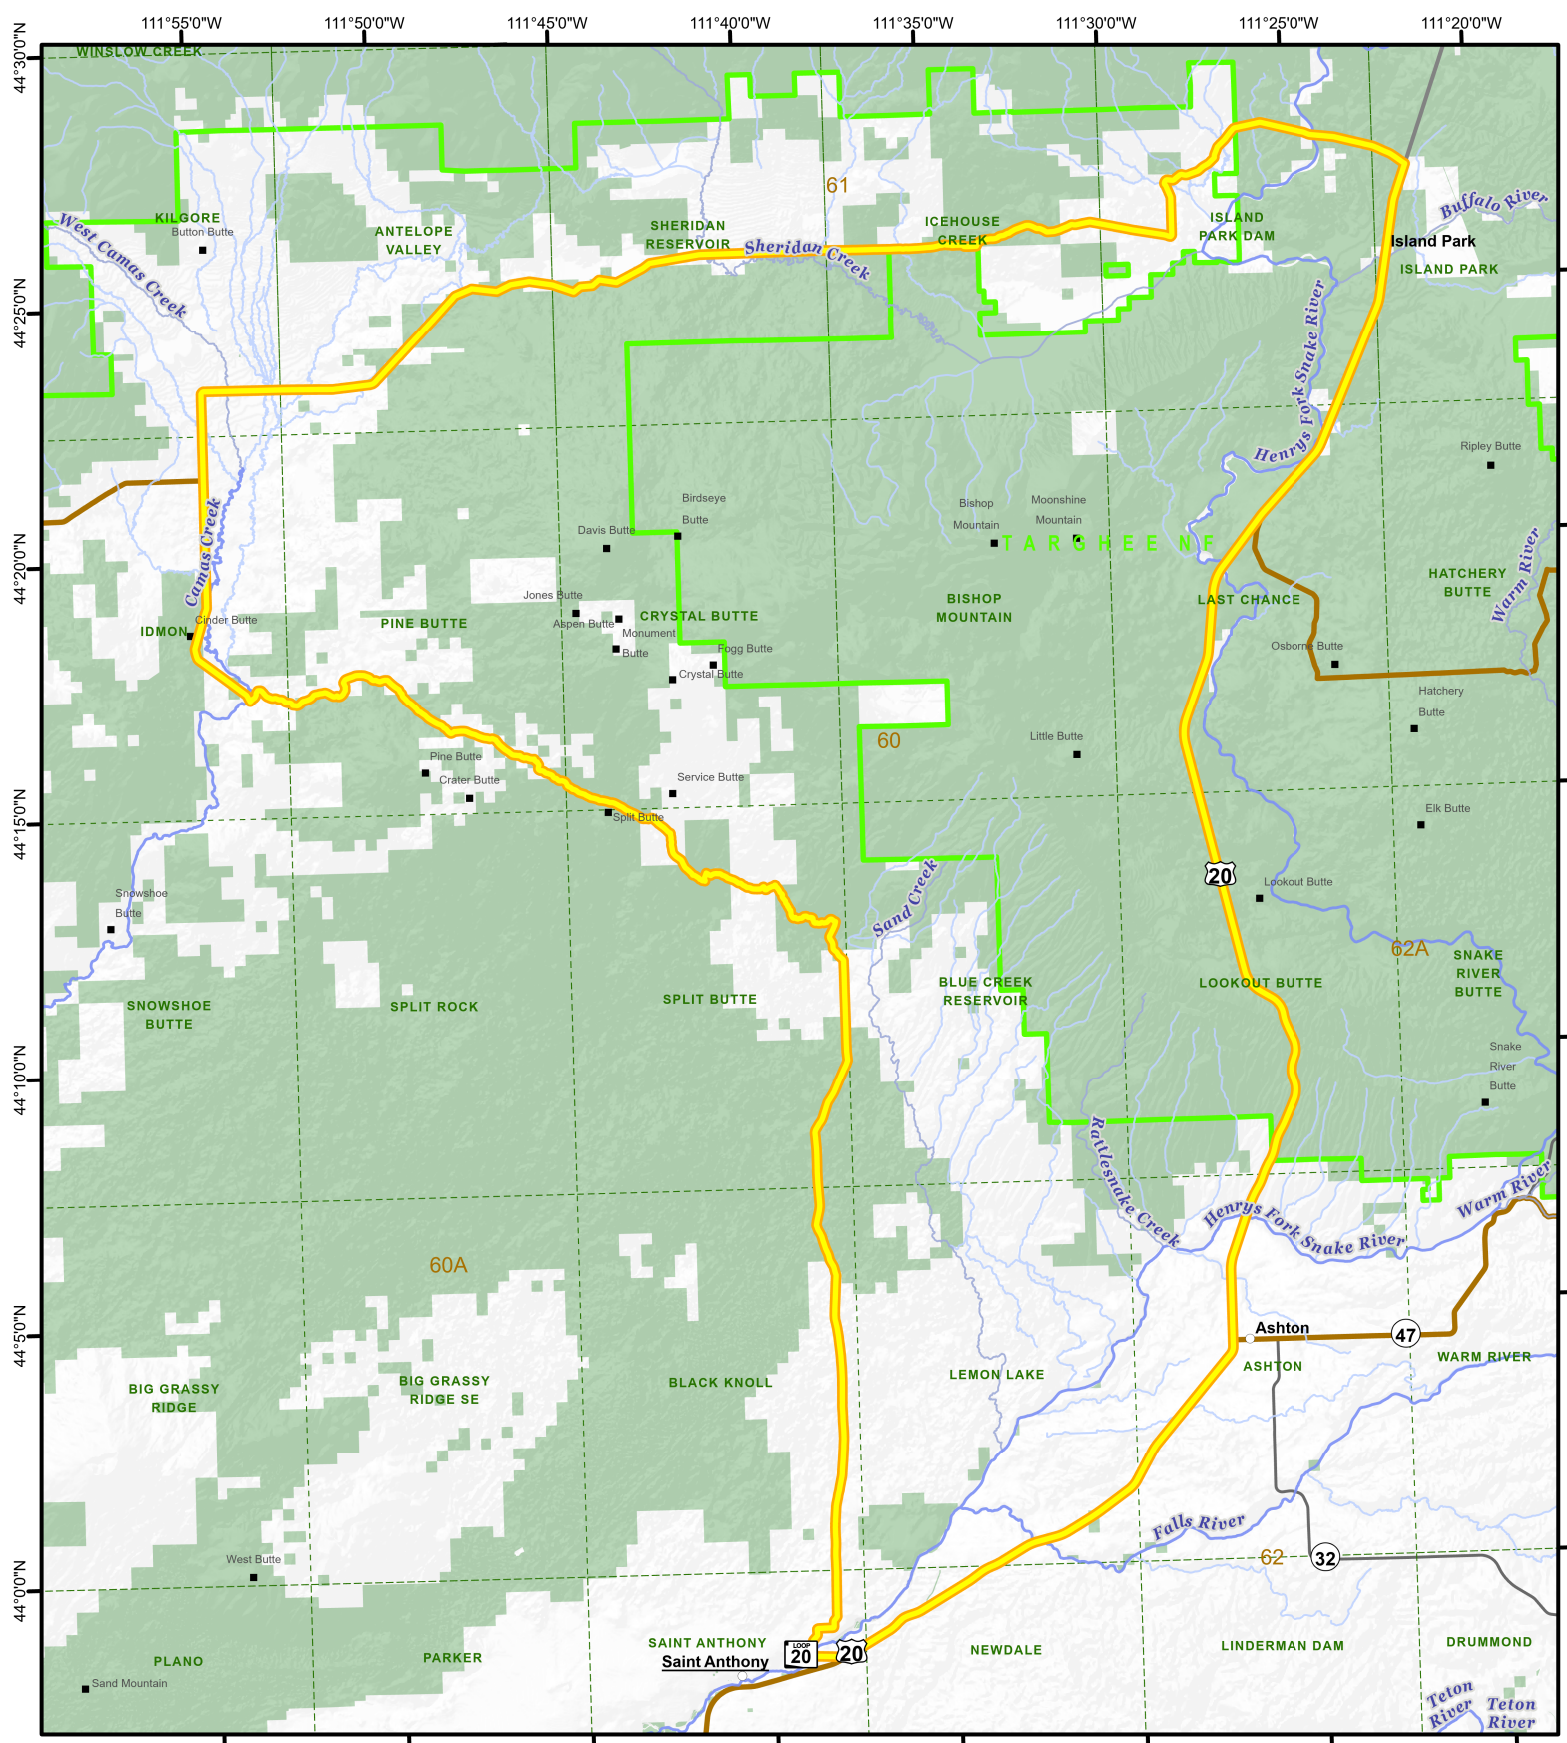 111°55'0"W
111°50'0"W
111°45'0"W
111°40'0"W
111°35'0"W
111°30'0"W
111°25'0"W
111°20'0"W
44°30'0"N
44°25'0"N
44°20'0"N
44°15'0"N
44°10'0"N
44°5'0"N
44°0'0"N
WINSLOW CREEK
61
KILGORE
Button Butte
West Camas Creek
ANTELOPE
VALLEY
SHERIDAN
RESERVOIR
Sheridan Creek
ICEHOUSE
CREEK
ISLAND
PARK DAM
Buffalo River
Island Park
ISLAND PARK
Henrys Fork Snake River
Ripley Butte
Birdseye
Butte
Davis Butte
Bishop
Mountain
Moonshine
Mountain
TARGHEE NF
Camas Creek
Warm River
HATCHERY
BUTTE
Jones Butte
Aspen Butte
CRYSTAL BUTTE
BISHOP
MOUNTAIN
LAST CHANCE
IDMON
Cinder Butte
PINE BUTTE
Monument
Butte
Fogg Butte
Crystal Butte
Osborne Butte
Hatchery
Butte
60
Little Butte
Pine Butte
Crater Butte
Service Butte
Split Butte
Elk Butte
20
Lookout Butte
Snowshoe
Butte
Sand Creek
62A
SNAKE
RIVER
BUTTE
BLUE CREEK
RESERVOIR
LOOKOUT BUTTE
SNOWSHOE
BUTTE
SPLIT ROCK
SPLIT BUTTE
Snake
River
Butte
Rattlesnake Creek
Henrys Fork Snake River
Warm River
60A
Ashton
47
ASHTON
WARM RIVER
BIG GRASSY
RIDGE
BIG GRASSY
RIDGE SE
BLACK KNOLL
LEMON LAKE
Falls River
62
32
West Butte
SAINT ANTHONY
Saint Anthony
LOOP
20
20
NEWDALE
LINDERMAN DAM
DRUMMOND
PLANO
PARKER
Sand Mountain
Teton
River
Teton
River